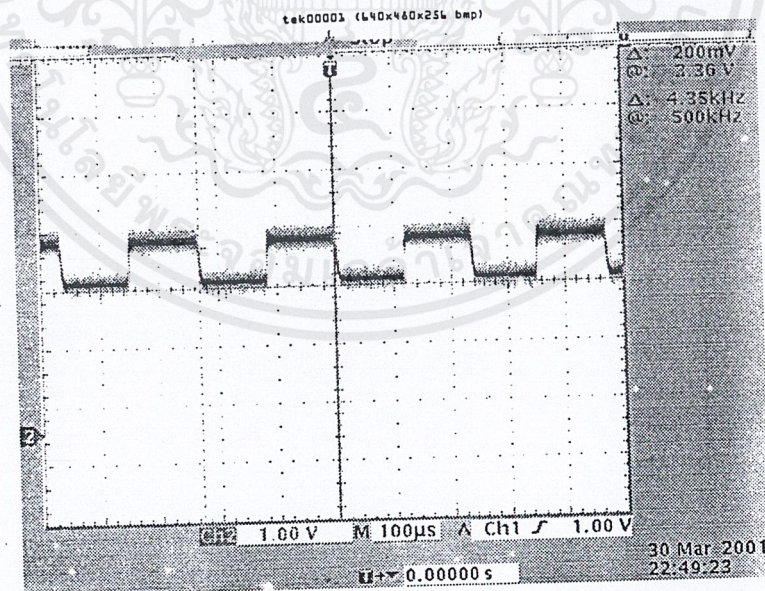 tek00001 (640x480x256 bmp)
Stop
T
Δ: 200mV
@: 3.36 V
Δ: 4.35kHz
@: 500kHz
2
Ch2 1.00 V M 100µs A Ch1 ƒ 1.00 V
0.00000 s
30 Mar 2001
22:49:23